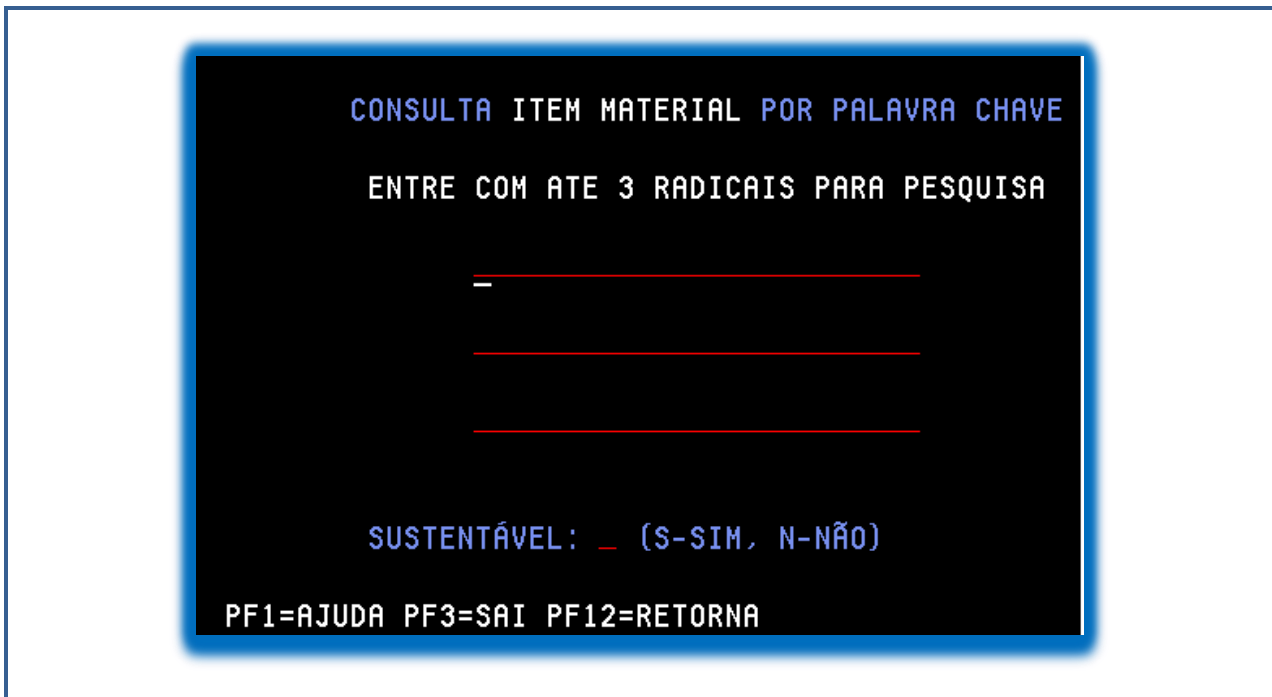 CONSULTA ITEM MATERIAL POR PALAVRA CHAVE
ENTRE COM ATE 3 RADICAIS PARA PESQUISA
SUSTENTÁVEL: _ (S-SIM, N-NÃO)
PF1=AJUDA PF3=SAI PF12=RETORNA